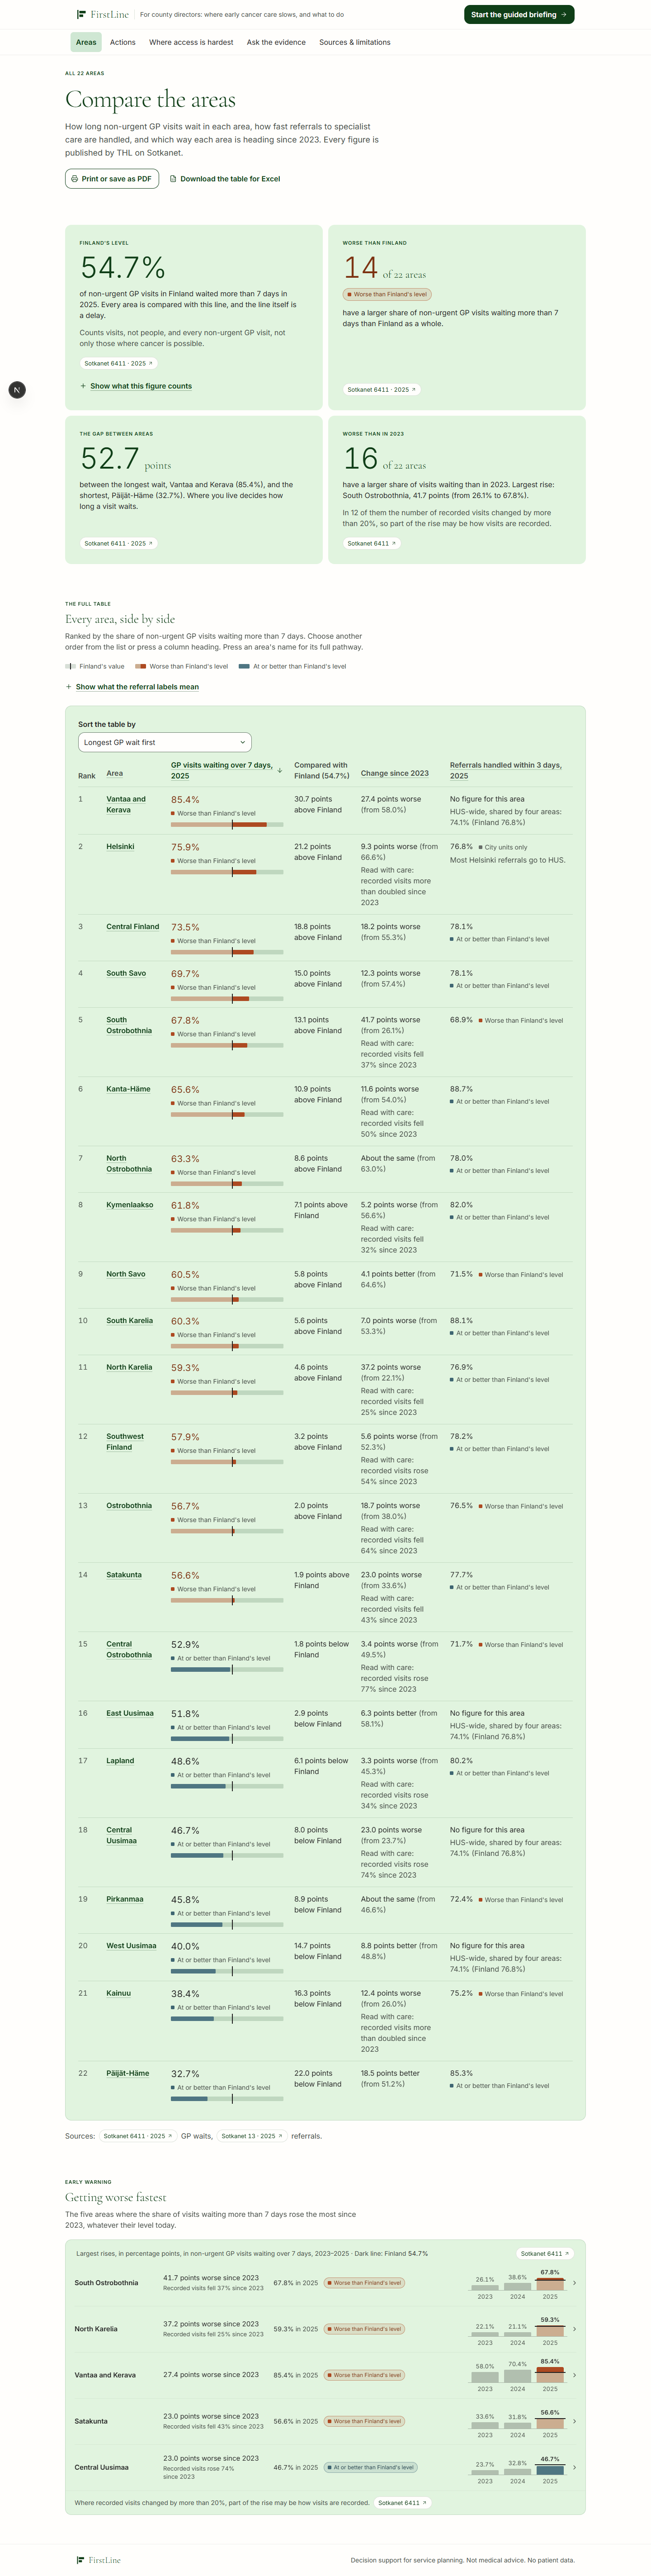 FirstLine
For county directors: where early cancer care slows, and what to do
Start the guided briefing →
Areas
Actions
Where access is hardest
Ask the evidence
Sources & limitations
ALL 22 AREAS
Compare the areas
How long non-urgent GP visits wait in each area, how fast referrals to specialist
care are handled, and which way each area is heading since 2023. Every figure is
published by THL on Sotkanet.
Print or save as PDF
Download the table for Excel
FINLAND'S LEVEL
54.7%
of non-urgent GP visits in Finland waited more than 7 days in
2025. Every area is compared with this line, and the line itself is
a delay.
Counts visits, not people, and every non-urgent GP visit, not
only those where cancer is possible.
Sotkanet 6411 · 2025 ↗
+ Show what this figure counts
WORSE THAN FINLAND
14 of 22 areas
Worse than Finland's level
have a larger share of non-urgent GP visits waiting more than 7
days than Finland as a whole.
Sotkanet 6411 · 2025 ↗
THE GAP BETWEEN AREAS
52.7 points
between the longest wait, Vantaa and Kerava (85.4%), and the
shortest, Päijät-Häme (32.7%). Where you live decides how
long a visit waits.
Sotkanet 6411 · 2025 ↗
WORSE THAN IN 2023
16 of 22 areas
have a larger share of visits waiting than in 2023. Largest rise:
South Ostrobothnia, 41.7 points (from 26.1% to 67.8%).
In 12 of them the number of recorded visits changed by more
than 20%, so part of the rise may be how visits are recorded.
Sotkanet 6411 ↗
N
THE FULL TABLE
Every area, side by side
Ranked by the share of non-urgent GP visits waiting more than 7 days. Choose another
order from the list or press a column heading. Press an area's name for its full pathway.
Finland's value
Worse than Finland's level
At or better than Finland's level
+ Show what the referral labels mean
Sort the table by
Longest GP wait first
Rank
Area
GP visits waiting over 7 days,
2025 ↓
Compared with
Finland (54.7%)
Change since 2023
Referrals handled within 3 days,
2025
1
Vantaa and
Kerava
85.4%
Worse than Finland's level
30.7 points
above Finland
27.4 points worse
(from 58.0%)
No figure for this area
HUS-wide, shared by four areas:
74.1% (Finland 76.8%)
2
Helsinki
75.9%
Worse than Finland's level
21.2 points
above Finland
9.3 points worse (from
66.6%)
Read with care:
recorded visits more
than doubled since
2023
76.8% City units only
Most Helsinki referrals go to HUS.
3
Central Finland
73.5%
Worse than Finland's level
18.8 points
above Finland
18.2 points worse
(from 55.3%)
78.1%
At or better than Finland's level
4
South Savo
69.7%
Worse than Finland's level
15.0 points
above Finland
12.3 points worse
(from 57.4%)
78.1%
At or better than Finland's level
5
South
Ostrobothnia
67.8%
Worse than Finland's level
13.1 points
above Finland
41.7 points worse
(from 26.1%)
Read with care:
recorded visits fell
37% since 2023
68.9% Worse than Finland's level
6
Kanta-Häme
65.6%
Worse than Finland's level
10.9 points
above Finland
11.6 points worse
(from 54.0%)
Read with care:
recorded visits fell
50% since 2023
88.7%
At or better than Finland's level
7
North
Ostrobothnia
63.3%
Worse than Finland's level
8.6 points
above Finland
About the same (from
63.0%)
78.0%
At or better than Finland's level
8
Kymenlaakso
61.8%
Worse than Finland's level
7.1 points above
Finland
5.2 points worse (from
56.6%)
Read with care:
recorded visits fell
32% since 2023
82.0%
At or better than Finland's level
9
North Savo
60.5%
Worse than Finland's level
5.8 points
above Finland
4.1 points better (from
64.6%)
71.5% Worse than Finland's level
10
South Karelia
60.3%
Worse than Finland's level
5.6 points
above Finland
7.0 points worse (from
53.3%)
88.1%
At or better than Finland's level
11
North Karelia
59.3%
Worse than Finland's level
4.6 points
above Finland
37.2 points worse
(from 22.1%)
Read with care:
recorded visits fell
25% since 2023
76.9%
At or better than Finland's level
12
Southwest
Finland
57.9%
Worse than Finland's level
3.2 points
above Finland
5.6 points worse (from
52.3%)
Read with care:
recorded visits rose
54% since 2023
78.2%
At or better than Finland's level
13
Ostrobothnia
56.7%
Worse than Finland's level
2.0 points
above Finland
18.7 points worse
(from 38.0%)
Read with care:
recorded visits fell
64% since 2023
76.5% Worse than Finland's level
14
Satakunta
56.6%
Worse than Finland's level
1.9 points above
Finland
23.0 points worse
(from 33.6%)
Read with care:
recorded visits fell
43% since 2023
77.7%
At or better than Finland's level
15
Central
Ostrobothnia
52.9%
At or better than Finland's level
1.8 points below
Finland
3.4 points worse (from
49.5%)
Read with care:
recorded visits rose
77% since 2023
71.7% Worse than Finland's level
16
East Uusimaa
51.8%
At or better than Finland's level
2.9 points
below Finland
6.3 points better (from
58.1%)
No figure for this area
HUS-wide, shared by four areas:
74.1% (Finland 76.8%)
17
Lapland
48.6%
At or better than Finland's level
6.1 points below
Finland
3.3 points worse (from
45.3%)
Read with care:
recorded visits rose
34% since 2023
80.2%
At or better than Finland's level
18
Central
Uusimaa
46.7%
At or better than Finland's level
8.0 points
below Finland
23.0 points worse
(from 23.7%)
Read with care:
recorded visits rose
74% since 2023
No figure for this area
HUS-wide, shared by four areas:
74.1% (Finland 76.8%)
19
Pirkanmaa
45.8%
At or better than Finland's level
8.9 points
below Finland
About the same (from
46.6%)
72.4% Worse than Finland's level
20
West Uusimaa
40.0%
At or better than Finland's level
14.7 points
below Finland
8.8 points better (from
48.8%)
No figure for this area
HUS-wide, shared by four areas:
74.1% (Finland 76.8%)
21
Kainuu
38.4%
At or better than Finland's level
16.3 points
below Finland
12.4 points worse
(from 26.0%)
Read with care:
recorded visits more
than doubled since
2023
75.2% Worse than Finland's level
22
Päijät-Häme
32.7%
At or better than Finland's level
22.0 points
below Finland
18.5 points better
(from 51.2%)
85.3%
At or better than Finland's level
Sources: Sotkanet 6411 · 2025 ↗ GP waits, Sotkanet 13 · 2025 ↗ referrals.
EARLY WARNING
Getting worse fastest
The five areas where the share of visits waiting more than 7 days rose the most since
2023, whatever their level today.
Largest rises, in percentage points, in non-urgent GP visits waiting over 7 days, 2023–2025 · Dark line: Finland 54.7%
Sotkanet 6411 ↗
South Ostrobothnia
41.7 points worse since 2023
Recorded visits fell 37% since 2023
67.8% in 2025
Worse than Finland's level
26.1% 38.6% 67.8%
2023 2024 2025
North Karelia
37.2 points worse since 2023
Recorded visits fell 25% since 2023
59.3% in 2025
Worse than Finland's level
22.1% 21.1% 59.3%
2023 2024 2025
Vantaa and Kerava
27.4 points worse since 2023
85.4% in 2025
Worse than Finland's level
58.0% 70.4% 85.4%
2023 2024 2025
Satakunta
23.0 points worse since 2023
Recorded visits fell 43% since 2023
56.6% in 2025
Worse than Finland's level
33.6% 31.8% 56.6%
2023 2024 2025
Central Uusimaa
23.0 points worse since 2023
Recorded visits rose 74%
since 2023
46.7% in 2025
At or better than Finland's level
23.7% 32.8% 46.7%
2023 2024 2025
Where recorded visits changed by more than 20%, part of the rise may be how visits are recorded. Sotkanet 6411 ↗
FirstLine
Decision support for service planning. Not medical advice. No patient data.